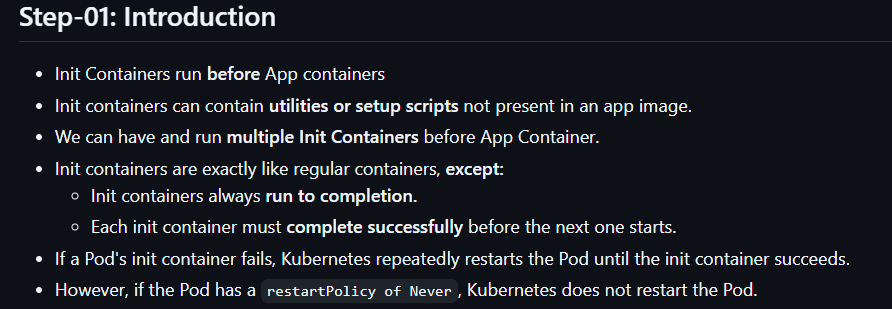 Step-01: Introduction
Init Containers run before App containers
Init containers can contain utilities or setup scripts not present in an app image.
We can have and run multiple Init Containers before App Container.
Init containers are exactly like regular containers, except:
Init containers always run to completion.
Each init container must complete successfully before the next one starts.
If a Pod's init container fails, Kubernetes repeatedly restarts the Pod until the init container succeeds.
However, if the Pod has a restartPolicy of Never, Kubernetes does not restart the Pod.